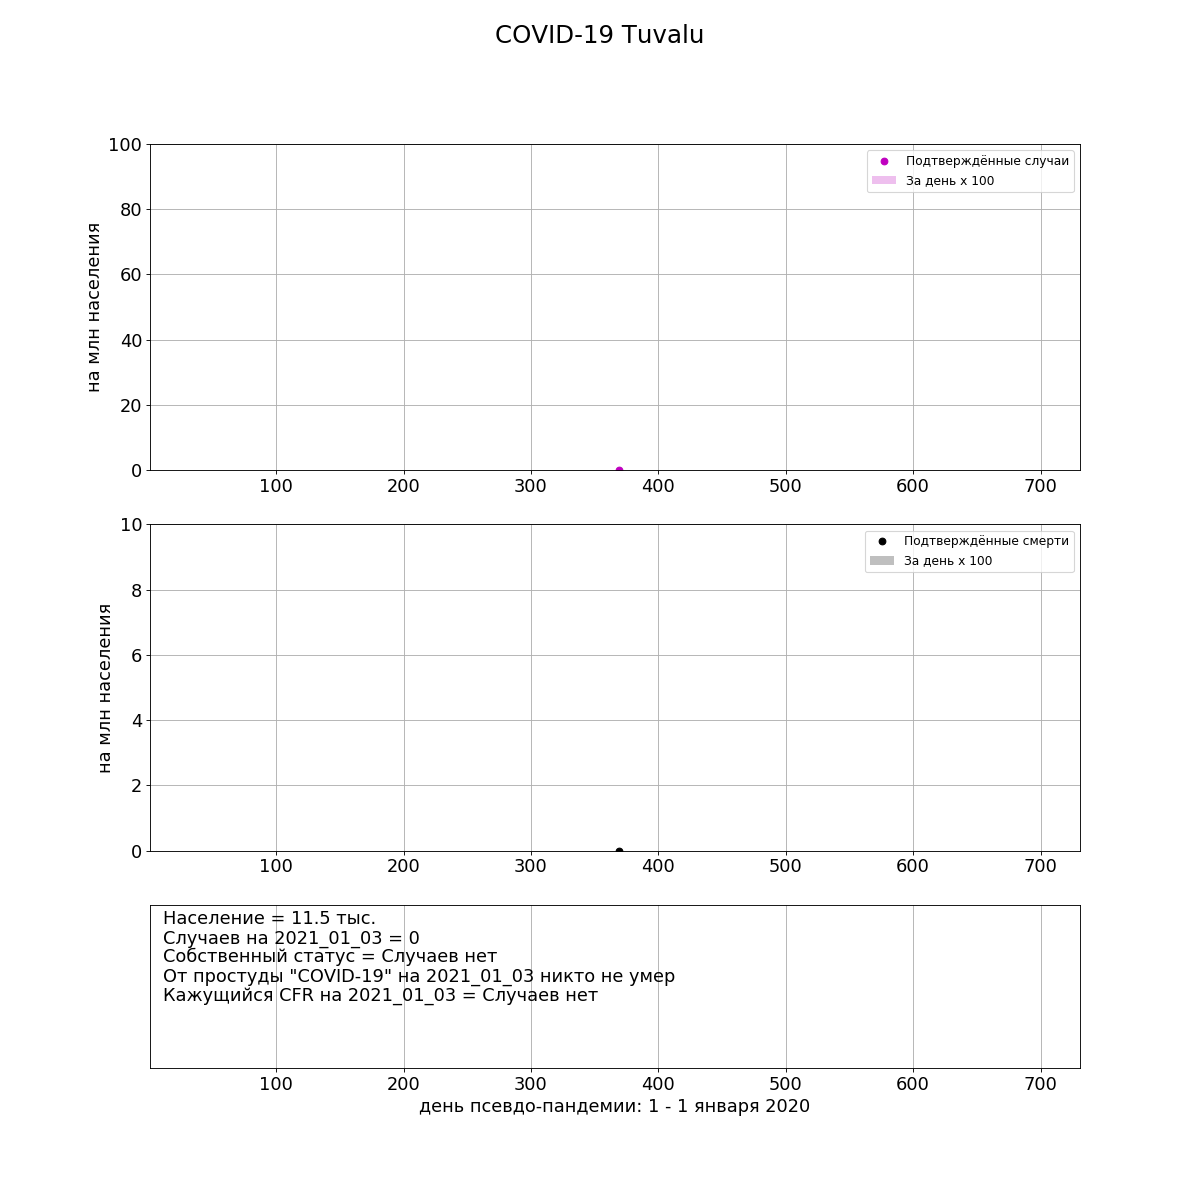 COVID-19 Tuvalu
100
80
60
40
20
0
на млн населения
Подтверждённые случаи
За день x 100
100 200 300 400 500 600 700
10
8
6
4
2
0
на млн населения
Подтверждённые смерти
За день x 100
100 200 300 400 500 600 700
Население = 11.5 тыс.
Случаев на 2021_01_03 = 0
Собственный статус = Случаев нет
От простуды "COVID-19" на 2021_01_03 никто не умер
Кажущийся CFR на 2021_01_03 = Случаев нет
100 200 300 400 500 600 700
день псевдо-пандемии: 1 - 1 января 2020